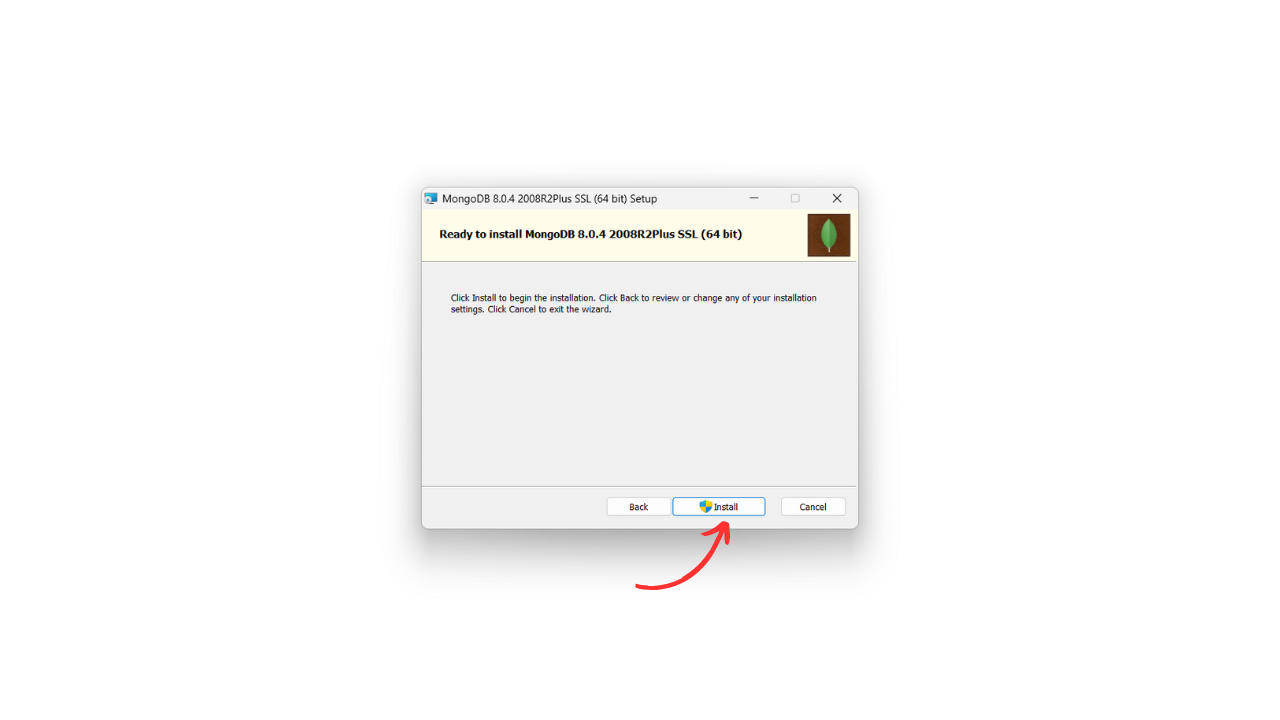 MongoDB 8.0.4 2008R2Plus SSL (64 bit) Setup
Ready to install MongoDB 8.0.4 2008R2Plus SSL (64 bit)
Click Install to begin the installation. Click Back to review or change any of your installation
settings. Click Cancel to exit the wizard.
Back Install Cancel